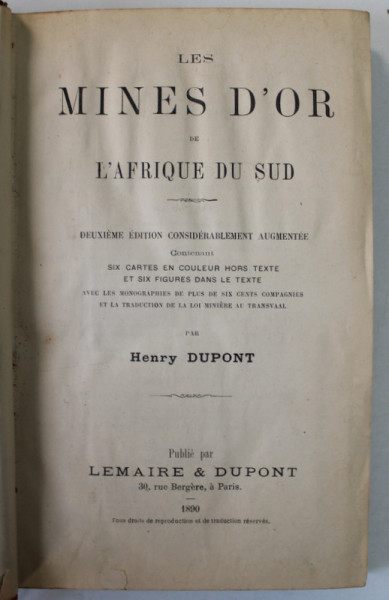 LES
MINES D'OR
DE
L'AFRIQUE DU SUD
DEUXIÈME ÉDITION CONSIDÉRABLEMENT AUGMENTÉE
Contenant
SIX CARTES EN COULEUR HORS TEXTE
ET SIX FIGURES DANS LE TEXTE
AVEC LES MONOGRAPHIES DE PLUS DE SIX CENTS COMPAGNIES
ET LA TRADUCTION DE LA LOI MINIÈRE AU TRANSVAAL
PAR
Henry DUPONT
Publié par
LEMAIRE & DUPONT
30, rue Bergère, à Paris.
1890
Tous droits de reproduction et de traduction réservés.